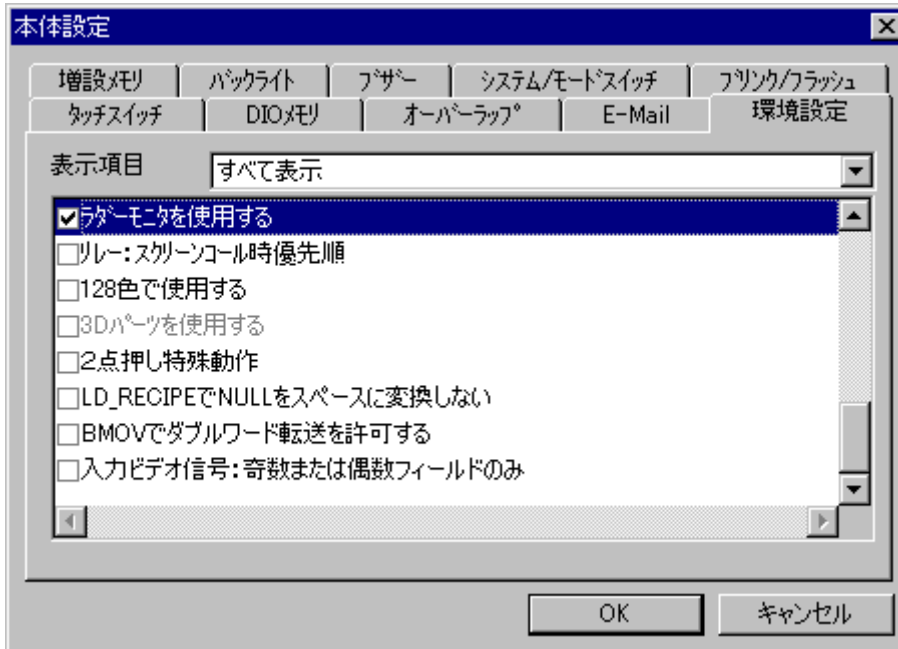 本体設定
増設ﾒﾓﾘ ﾊﾞｯｸﾗｲﾄ ﾌﾞｻﾞｰ ｼｽﾃﾑ/ﾓｰﾄﾞｽｲｯﾁ ﾌﾞﾘﾝｸ/ﾌﾗｯｼｭ
ﾀｯﾁｽｲｯﾁ DIOﾒﾓﾘ ｵｰﾊﾞｰﾗｯﾌﾟ E-Mail 環境設定
表示項目 すべて表示
ﾗﾀﾞｰﾓﾆﾀを使用する
ﾘﾚｰ:ｽｸﾘｰﾝｺｰﾙ時優先順
128色で使用する
3Dﾊﾟｰﾂを使用する
２点押し特殊動作
LD_RECIPEでNULLをスペースに変換しない
BMOVでダブルワード転送を許可する
入力ビデオ信号:奇数または偶数フィールドのみ
OK キャンセル